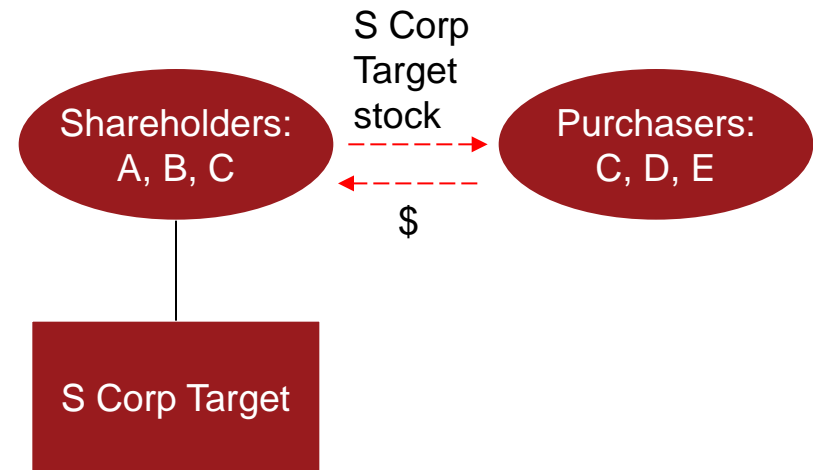 S Corp
Target
stock
Shareholders:
A, B, C
Purchasers:
C, D, E
$
S Corp Target